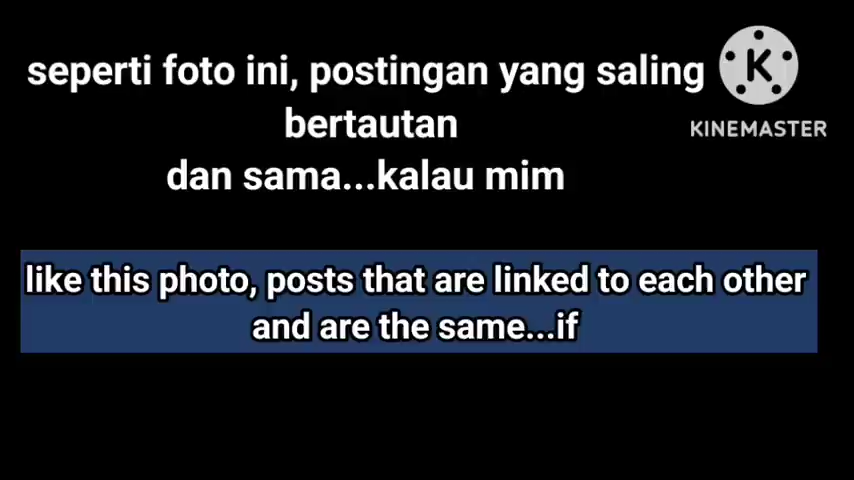 seperti foto ini, postingan yang saling
bertautan
dan sama...kalau mim
K
KINEMASTER
like this photo, posts that are linked to each other
and are the same...if